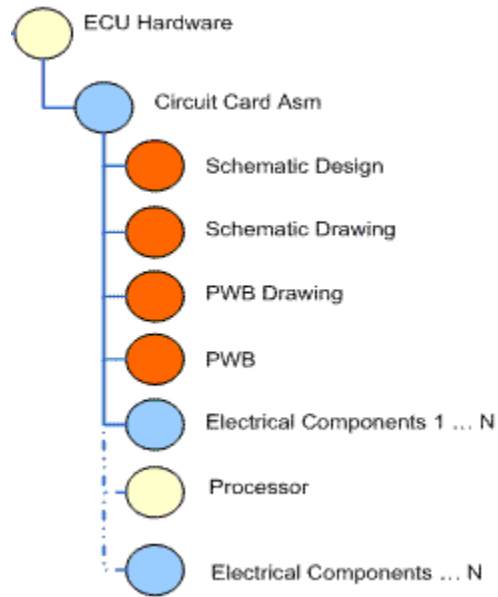 ECU Hardware
Circuit Card Asm
Schematic Design
Schematic Drawing
PWB Drawing
PWB
Electrical Components 1 ... N
Processor
Electrical Components ... N